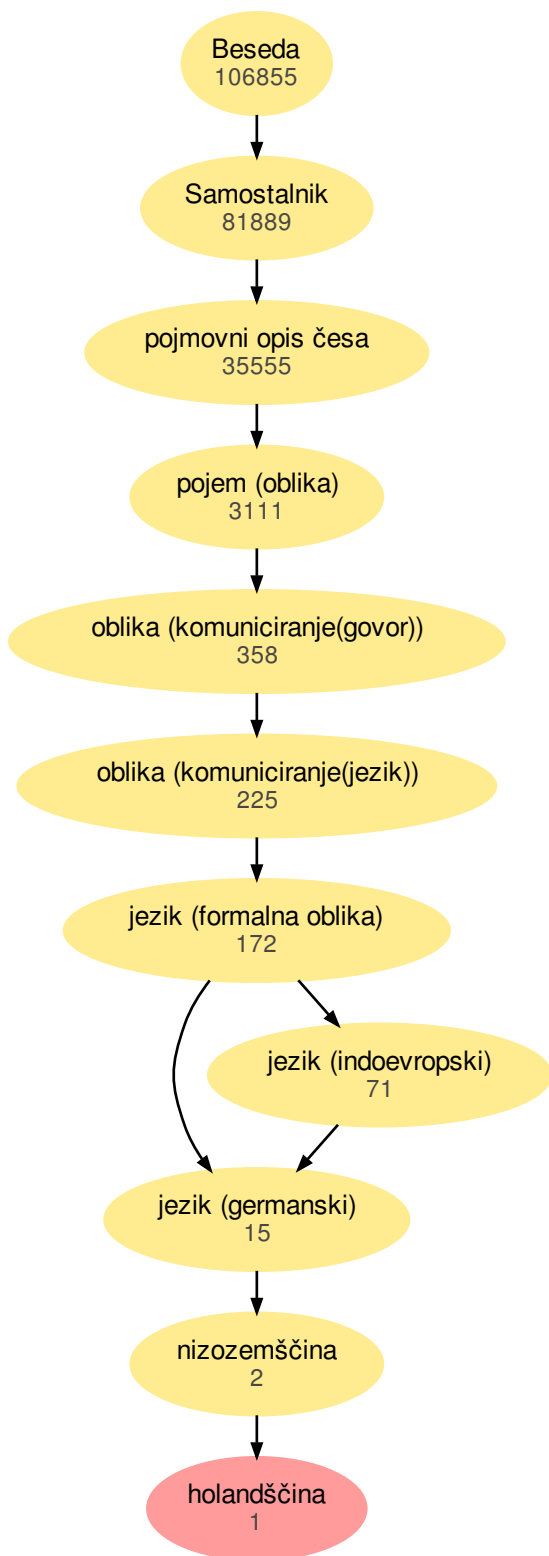 Beseda
106855
Samostalnik
81889
pojmovni opis česa
35555
pojem (oblika)
3111
oblika (komuniciranje(govor))
358
oblika (komuniciranje(jezik))
225
jezik (formalna oblika)
172
jezik (indoevropski)
71
jezik (germanski)
15
nizozemščina
2
holandščina
1